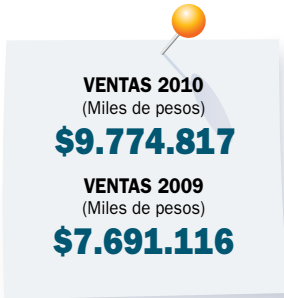 VENTAS 2010
(Miles de pesos)
$9.774.817
VENTAS 2009
(Miles de pesos)
$7.691.116